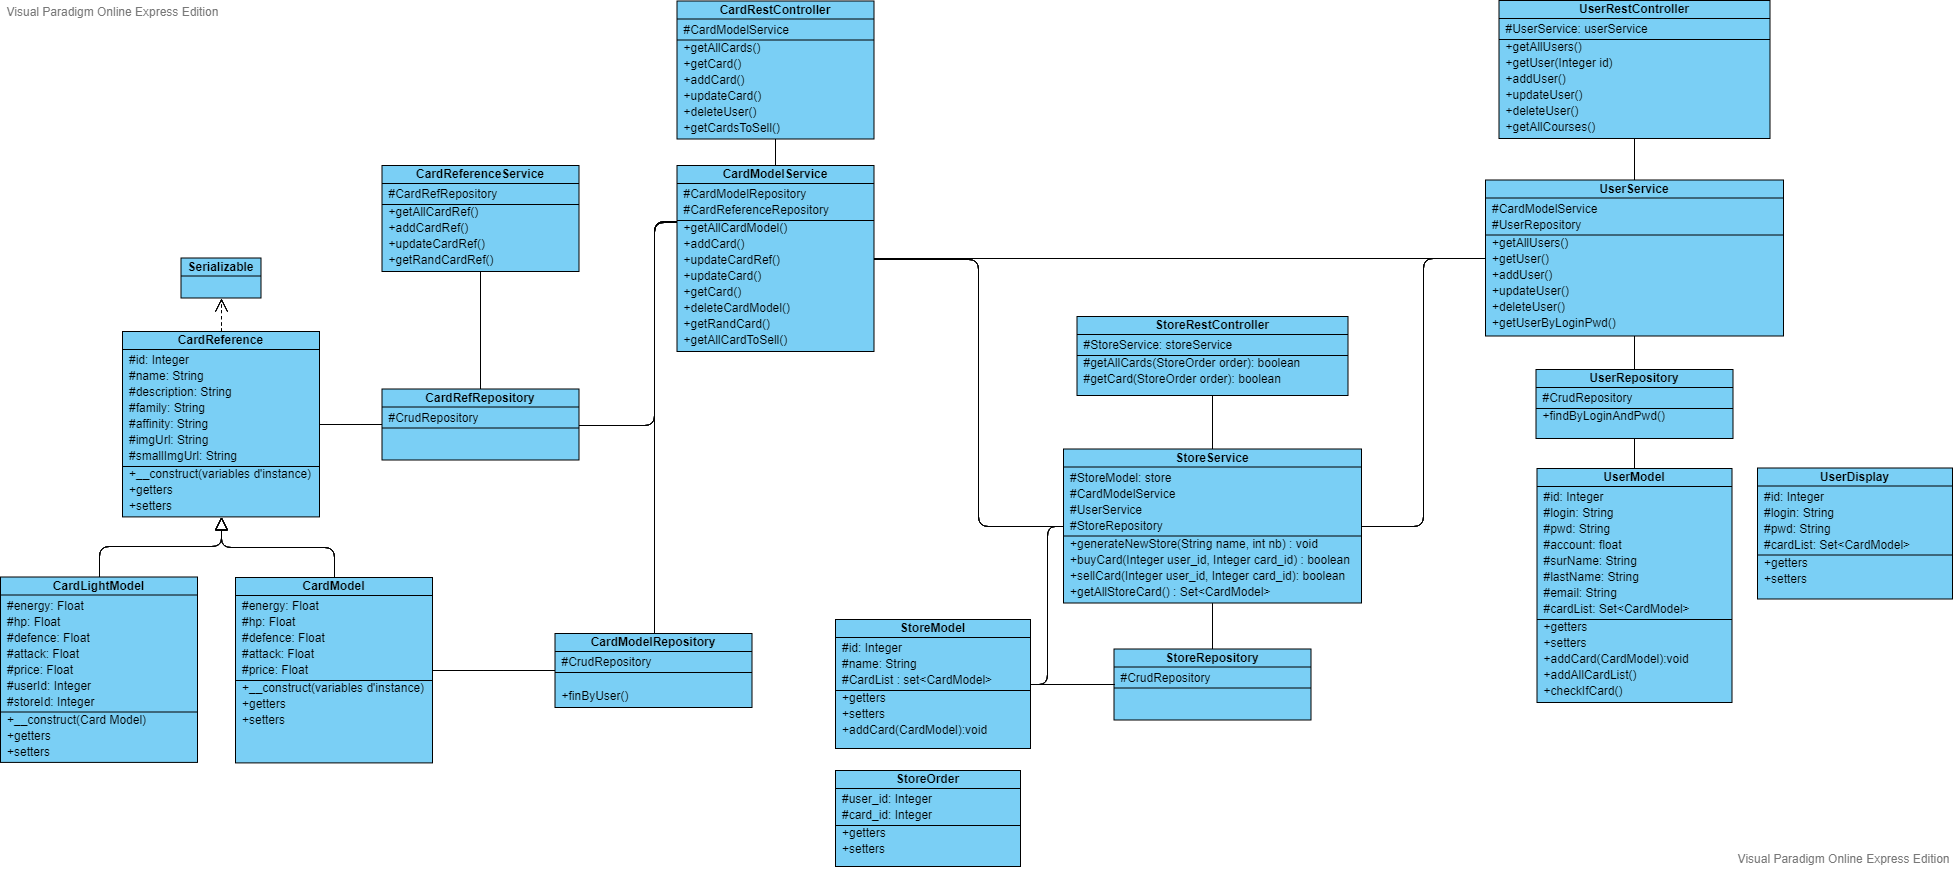 Visual Paradigm Online Express Edition
CardRestController
#CardModelService
+getAllCards()
+getCard()
+addCard()
+updateCard()
+deleteUser()
+getCardsToSell()
UserRestController
#UserService: userService
+getAllUsers()
+getUser(Integer id)
+addUser()
+updateUser()
+deleteUser()
+getAllCourses()
CardReferenceService
#CardRefRepository
+getAllCardRef()
+addCardRef()
+updateCardRef()
+getRandCardRef()
CardModelService
#CardModelRepository
#CardReferenceRepository
+getAllCardModel()
+addCard()
+updateCardRef()
+updateCard()
+getCard()
+deleteCardModel()
+getRandCard()
+getAllCardToSell()
UserService
#CardModelService
#UserRepository
+getAllUsers()
+getUser()
+addUser()
+updateUser()
+deleteUser()
+getUserByLoginPwd()
Serializable
CardReference
#id: Integer
#name: String
#description: String
#family: String
#affinity: String
#imgUrl: String
#smallImgUrl: String
+__construct(variables d'instance)
+getters
+setters
CardRefRepository
#CrudRepository
StoreRestController
#StoreService: storeService
#getAllCards(StoreOrder order): boolean
#getCard(StoreOrder order): boolean
UserRepository
#CrudRepository
+findByLoginAndPwd()
StoreService
#StoreModel: store
#CardModelService
#UserService
#StoreRepository
+generateNewStore(String name, int nb) : void
+buyCard(Integer user_id, Integer card_id) : boolean
+sellCard(Integer user_id, Integer card_id): boolean
+getAllStoreCard() : Set<CardModel>
UserModel
#id: Integer
#login: String
#pwd: String
#account: float
#surName: String
#lastName: String
#email: String
#cardList: Set<CardModel>
+getters
+setters
+addCard(CardModel):void
+addAllCardList()
+checkIfCard()
UserDisplay
#id: Integer
#login: String
#pwd: String
#cardList: Set<CardModel>
+getters
+setters
CardLightModel
#energy: Float
#hp: Float
#defence: Float
#attack: Float
#price: Float
#userId: Integer
#storeId: Integer
+__construct(Card Model)
+getters
+setters
CardModel
#energy: Float
#hp: Float
#defence: Float
#attack: Float
#price: Float
+__construct(variables d'instance)
+getters
+setters
CardModelRepository
#CrudRepository
+finByUser()
StoreModel
#id: Integer
#name: String
#CardList : set<CardModel>
+getters
+setters
+addCard(CardModel):void
StoreRepository
#CrudRepository
StoreOrder
#user_id: Integer
#card_id: Integer
+getters
+setters
Visual Paradigm Online Express Edition